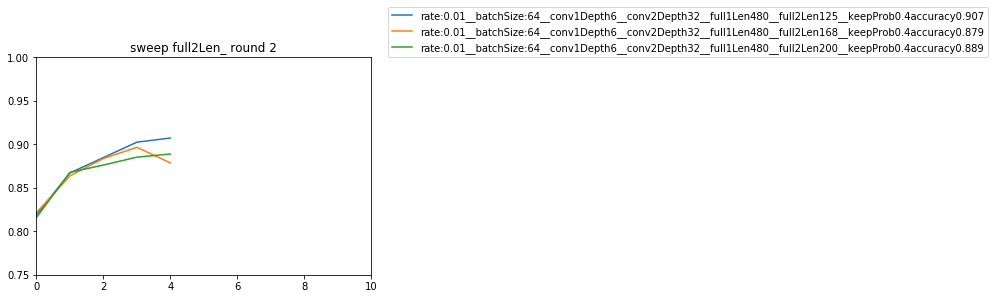 rate:0.01__batchSize:64__conv1Depth6__conv2Depth32__full1Len480__full2Len125__keepProb0.4accuracy0.907
rate:0.01__batchSize:64__conv1Depth6__conv2Depth32__full1Len480__full2Len168__keepProb0.4accuracy0.879
rate:0.01__batchSize:64__conv1Depth6__conv2Depth32__full1Len480__full2Len200__keepProb0.4accuracy0.889
sweep full2Len_ round 2
1.00
0.95
0.90
0.85
0.80
0.75
0 2 4 6 8 10